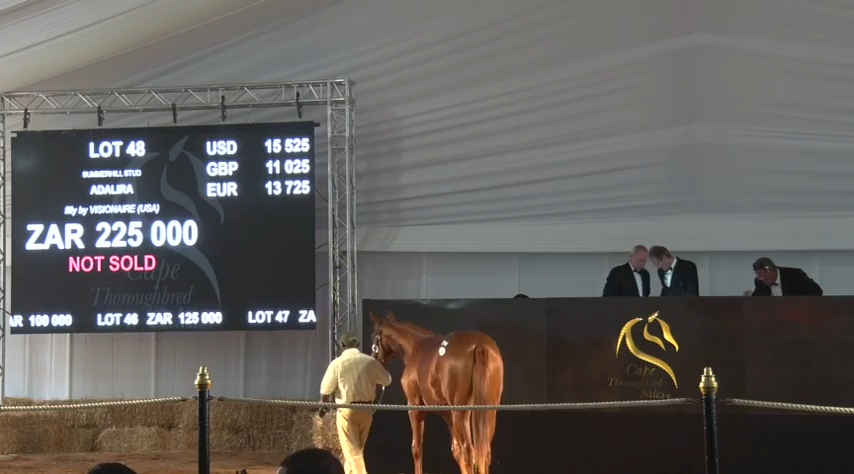 LOT 48
USD 15 525
SUMMERHILL STUD
GBP 11 025
ADALIRA
EUR 13 725
filly by VISIONAIRE (USA)
ZAR 225 000
NOT SOLD
Cape
Thoroughbred
AR 100 000 LOT 46 ZAR 125 000 LOT 47 ZA
Cape
Thoroughbred
Sales